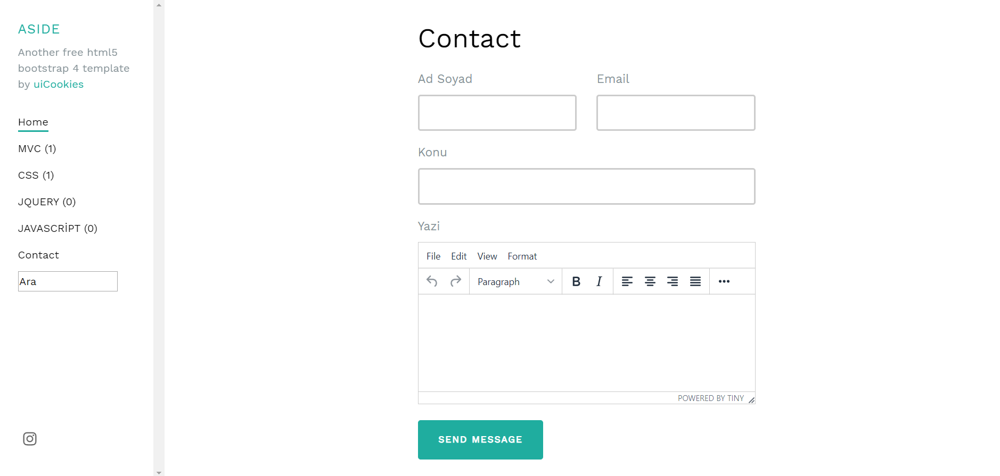 ASIDE
Another free html5
bootstrap 4 template
by uiCookies
Home
MVC (1)
CSS (1)
JQUERY (0)
JAVASCRİPT (0)
Contact
Ara
Contact
Ad Soyad
Email
Konu
Yazi
File Edit View Format
Paragraph B I
POWERED BY TINY
SEND MESSAGE